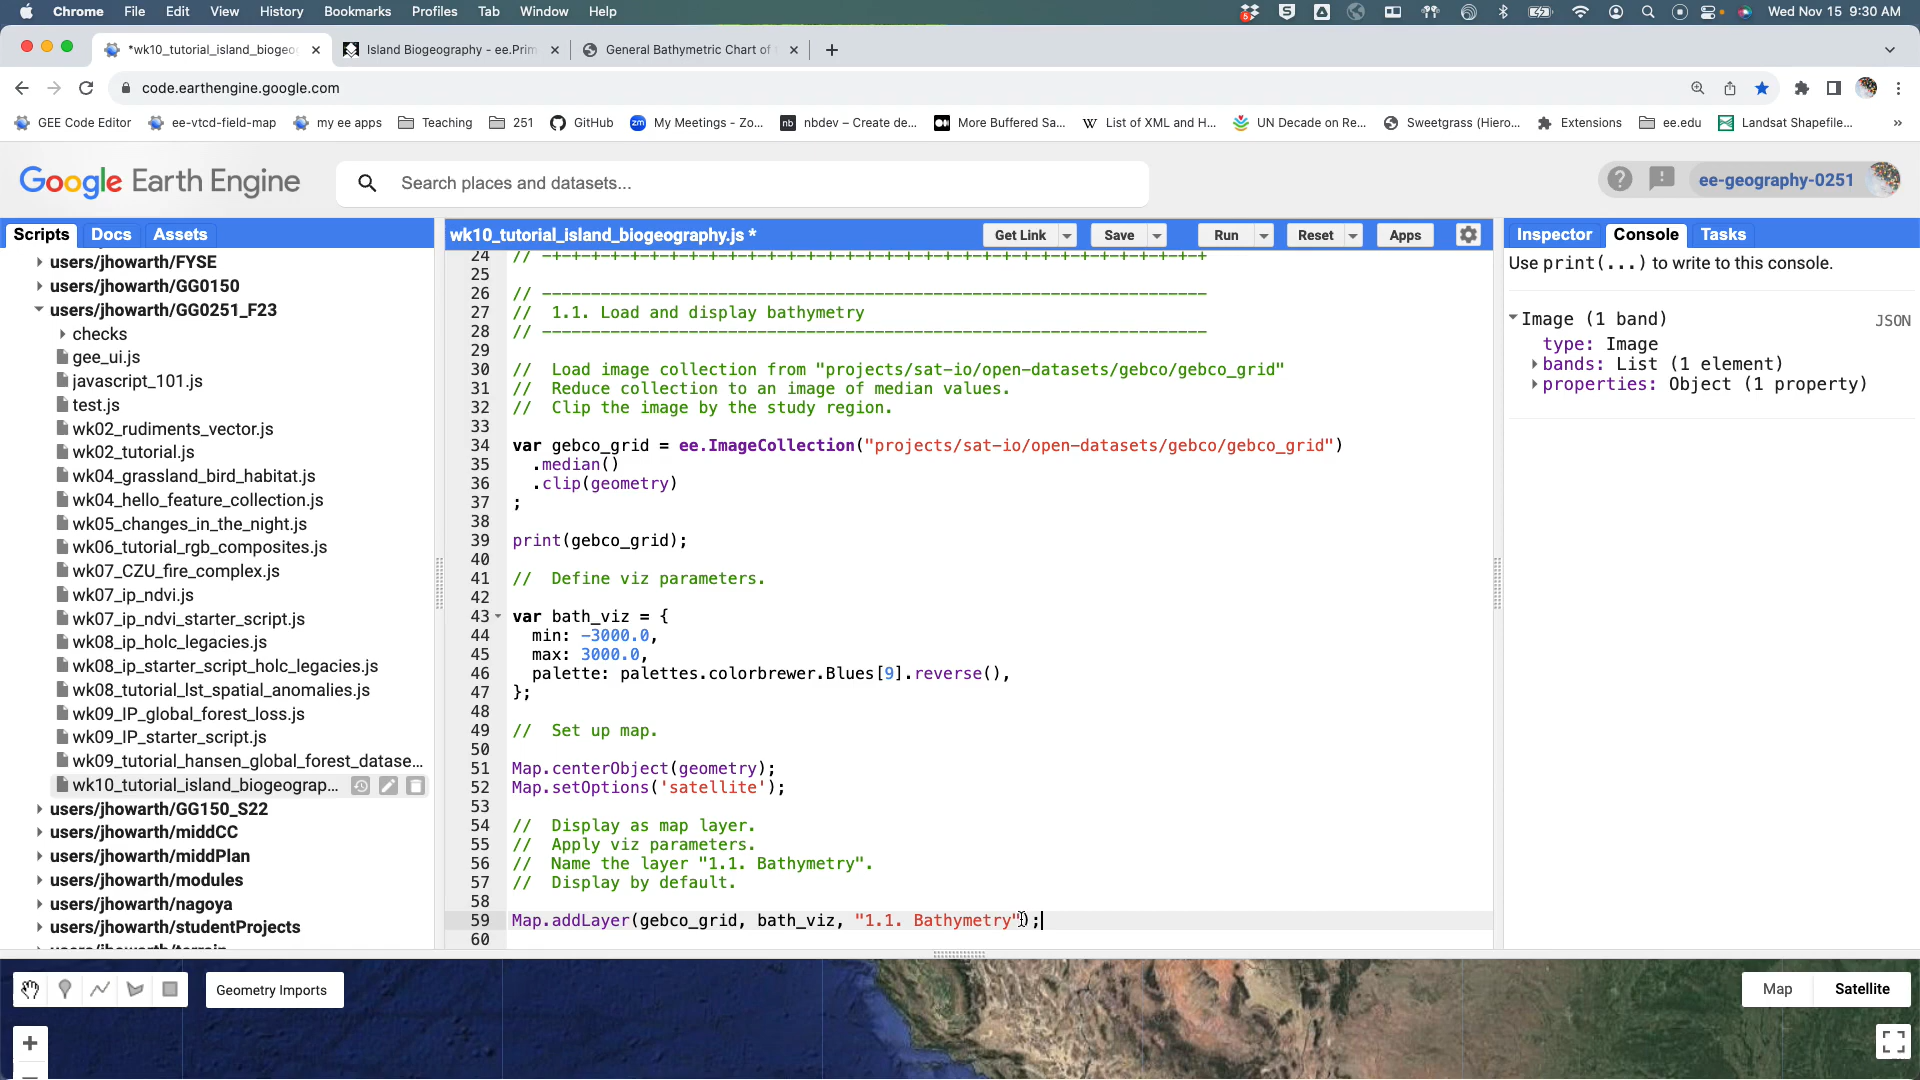 Chrome File Edit View History Bookmarks Profiles Tab Window Help
Wed Nov 15 9:30 AM
*wk10_tutorial_island_biogeo
Island Biogeography - ee.Prim
General Bathymetric Chart of
code.earthengine.google.com
GEE Code Editor
ee-vtcd-field-map
my ee apps
Teaching
251
GitHub
My Meetings - Zo...
nbdev – Create de...
More Buffered Sa...
List of XML and H...
UN Decade on Re...
Sweetgrass (Hiero...
Extensions
ee.edu
Landsat Shapefile...
»
Google Earth Engine
Search places and datasets...
ee-geography-0251
Scripts Docs Assets
users/jhowarth/FYSE
users/jhowarth/GG0150
users/jhowarth/GG0251_F23
checks
gee_ui.js
javascript_101.js
test.js
wk02_rudiments_vector.js
wk02_tutorial.js
wk04_grassland_bird_habitat.js
wk04_hello_feature_collection.js
wk05_changes_in_the_night.js
wk06_tutorial_rgb_composites.js
wk07_CZU_fire_complex.js
wk07_ip_ndvi.js
wk07_ip_ndvi_starter_script.js
wk08_ip_holc_legacies.js
wk08_ip_starter_script_holc_legacies.js
wk08_tutorial_lst_spatial_anomalies.js
wk09_IP_global_forest_loss.js
wk09_IP_starter_script.js
wk09_tutorial_hansen_global_forest_datase...
wk10_tutorial_island_biogeograp...
users/jhowarth/GG150_S22
users/jhowarth/middCC
users/jhowarth/middPlan
users/jhowarth/modules
users/jhowarth/nagoya
users/jhowarth/studentProjects
wk10_tutorial_island_biogeography.js *
Get Link Save Run Reset Apps
24 // -+-+-+-+-+-+-+-+-+-+-+-+-+-+-+-+-+-+-+-+-+-+-+-+-+-+-+-+-+-+-+-+-+-+
25
26 // --------------------------------------------------------------------
27 // 1.1. Load and display bathymetry
28 // --------------------------------------------------------------------
29
30 // Load image collection from "projects/sat-io/open-datasets/gebco/gebco_grid"
31 // Reduce collection to an image of median values.
32 // Clip the image by the study region.
33
34 var gebco_grid = ee.ImageCollection("projects/sat-io/open-datasets/gebco/gebco_grid")
35 .median()
36 .clip(geometry)
37 ;
38
39 print(gebco_grid);
40
41 // Define viz parameters.
42
43 var bath_viz = {
44 min: -3000.0,
45 max: 3000.0,
46 palette: palettes.colorbrewer.Blues[9].reverse(),
47 };
48
49 // Set up map.
50
51 Map.centerObject(geometry);
52 Map.setOptions('satellite');
53
54 // Display as map layer.
55 // Apply viz parameters.
56 // Name the layer "1.1. Bathymetry".
57 // Display by default.
58
59 Map.addLayer(gebco_grid, bath_viz, "1.1. Bathymetry");
60
Inspector Console Tasks
Use print(...) to write to this console.
Image (1 band)
JSON
type: Image
bands: List (1 element)
properties: Object (1 property)
Geometry Imports
Map Satellite